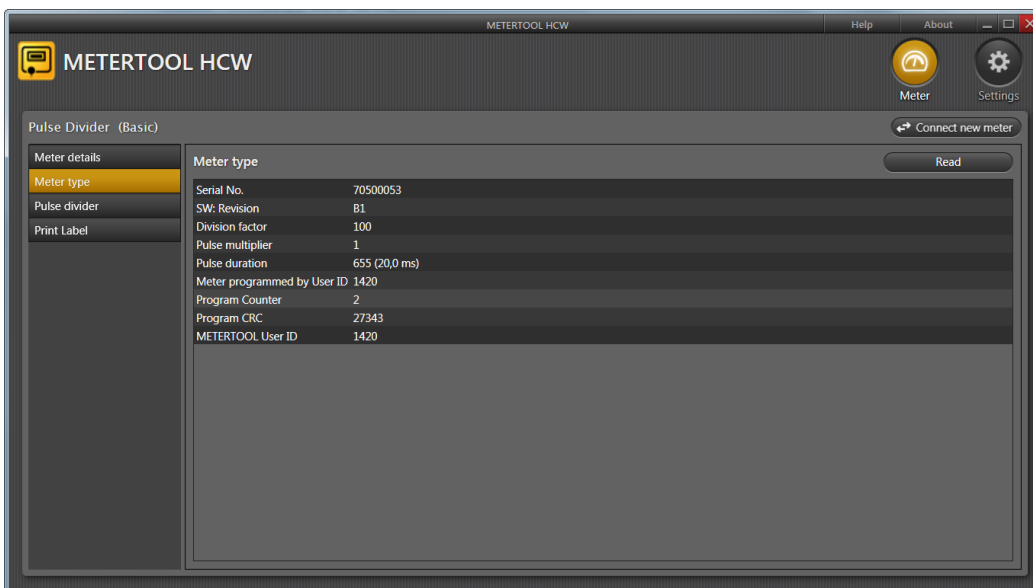 METERTOOL HCW
Help
About
METERTOOL HCW
Meter
Settings
Pulse Divider (Basic)
Connect new meter
Meter details
Meter type
Pulse divider
Print Label
Meter type
Read
Serial No. 70500053
SW: Revision B1
Division factor 100
Pulse multiplier 1
Pulse duration 655 (20,0 ms)
Meter programmed by User ID 1420
Program Counter 2
Program CRC 27343
METERTOOL User ID 1420